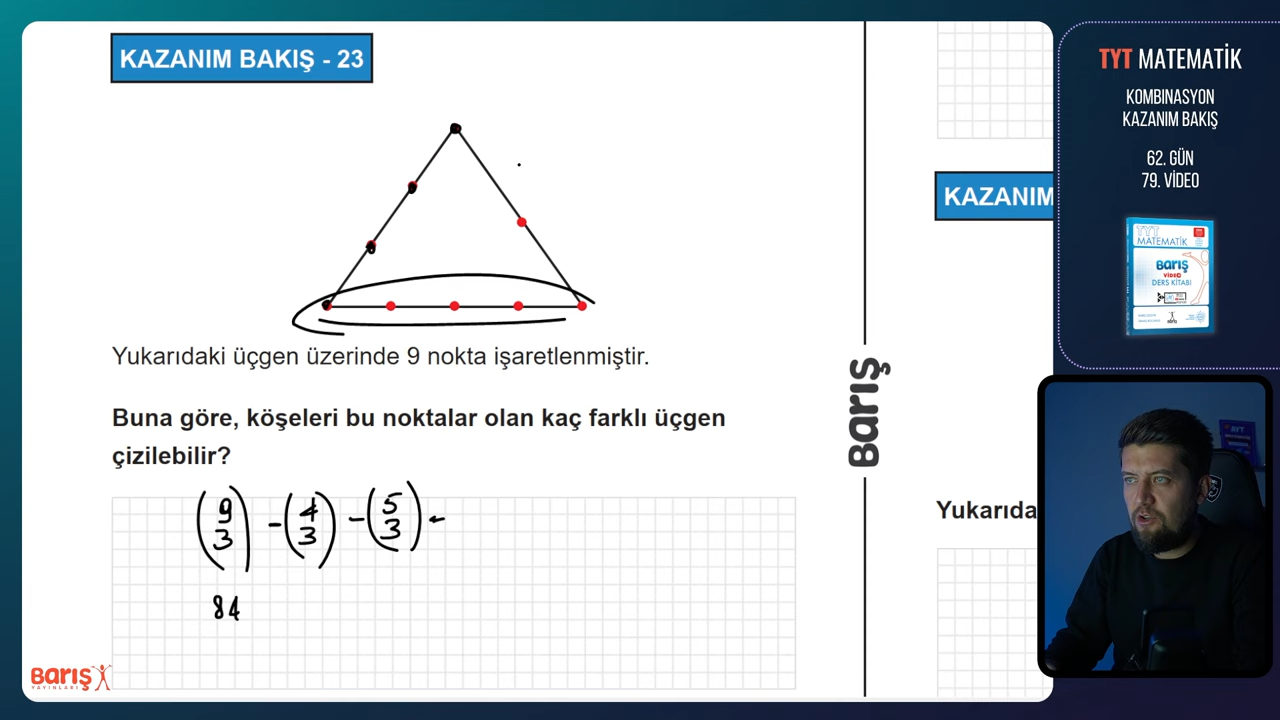 KAZANIM BAKIŞ - 23
Yukarıdaki üçgen üzerinde 9 nokta işaretlenmiştir.
Buna göre, köşeleri bu noktalar olan kaç farklı üçgen
çizilebilir?
(9 3) - (4 3) - (5 3) -
84
Barış
YAYINLARI
Barış
KAZANIM
Yukarıda
TYT MATEMATİK
KOMBINASYON
KAZANIM BAKIŞ
62. GÜN
79. VİDEO
TYT
MATEMATİK
Barış
VİDEO
DERS KİTABI